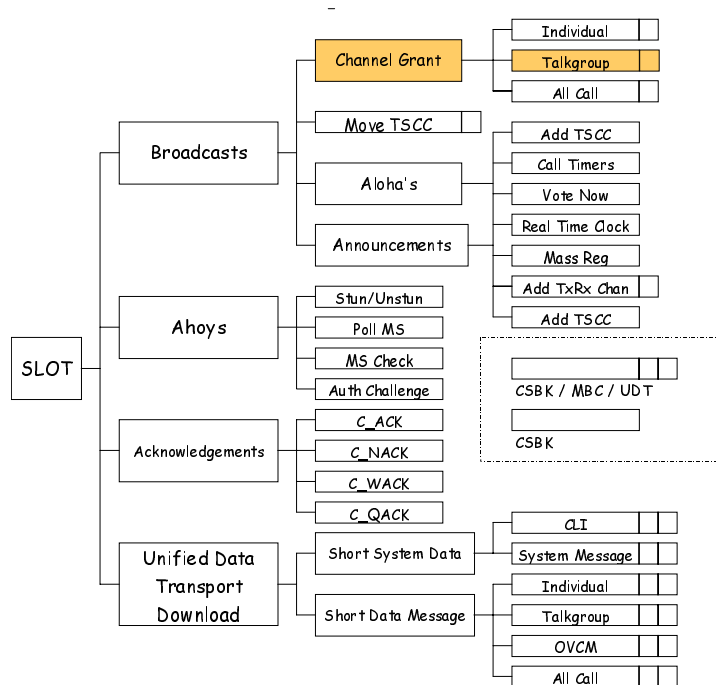 SLOT
Broadcasts
Channel Grant
Individual
Talkgroup
All Call
Move TSCC
Aloha's
Announcements
Add TSCC
Call Timers
Vote Now
Real Time Clock
Mass Reg
Add TxRx Chan
Add TSCC
Ahoys
Stun/Unstun
Poll MS
MS Check
Auth Challenge
CSBK / MBC / UDT
CSBK
Acknowledgements
C_ACK
C_NACK
C_WACK
C_QACK
Unified Data
Transport
Download
Short System Data
CLI
System Message
Short Data Message
Individual
Talkgroup
OVCM
All Call